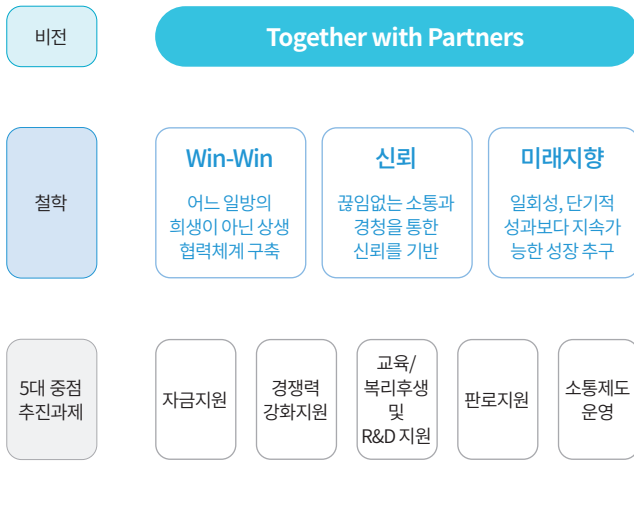 비전
Together with Partners
철학
Win-Win
어느 일방의
희생이 아닌 상생
협력체계 구축
신뢰
끊임없는 소통과
경청을 통한
신뢰를 기반
미래지향
일회성, 단기적
성과보다 지속가
능한 성장 추구
5대 중점
추진과제
자금지원
경쟁력
강화지원
교육/
복리후생
및
R&D 지원
판로지원
소통제도
운영